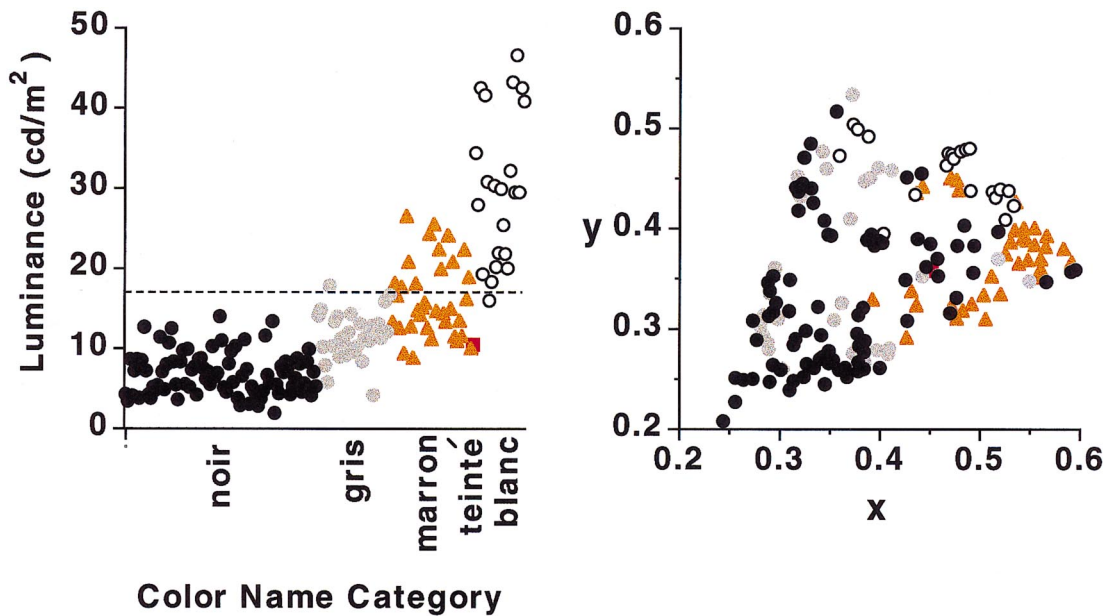 50
40
30
20
10
0
Luminance (cd/m²)
noir
gris
marron
teinté
blanc
Color Name Category
0.6
0.5
0.4
0.3
0.2
y
0.2
0.3
0.4
0.5
0.6
x